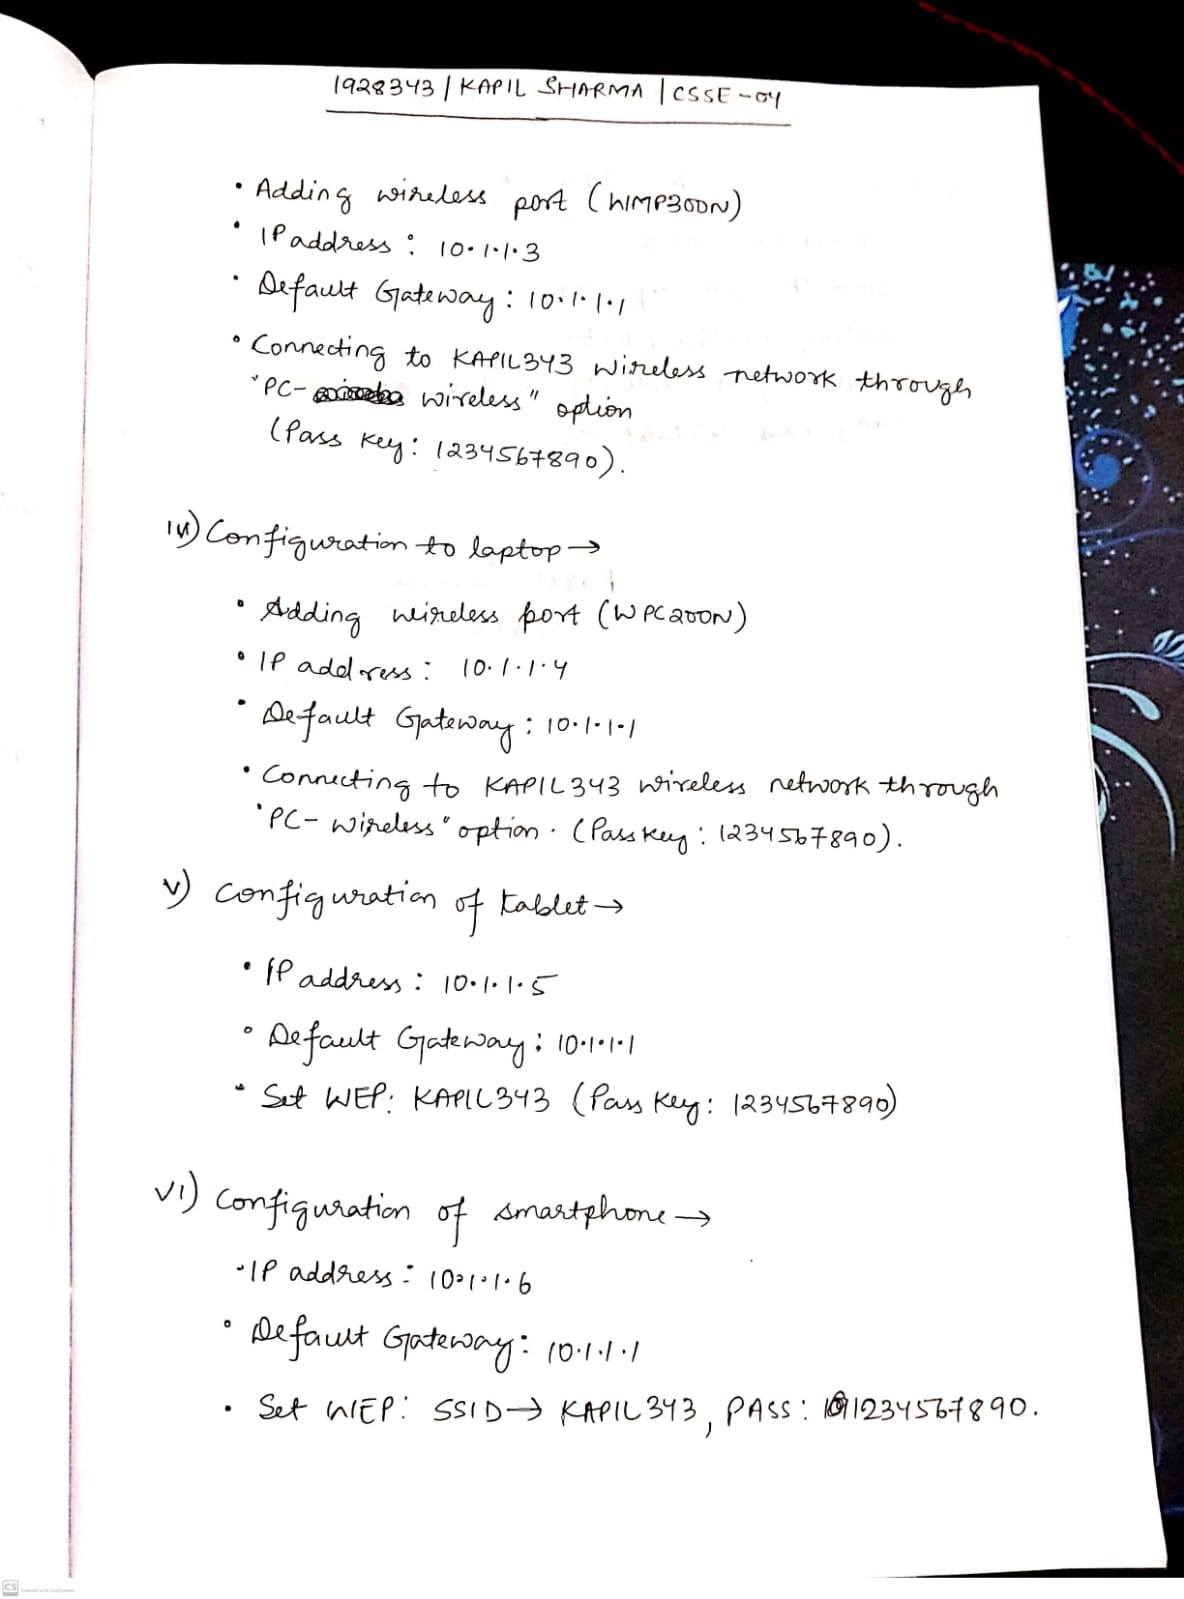 1928343 | KAPIL SHARMA | CSSE-04
• Adding wireless port (WMP300N)
• IP address : 10.1.1.3
• Default Gateway : 10.1.1.1
• Connecting to KAPIL343 wireless network through
"PC- wireless" option
(Pass Key : 1234567890).
iv) Configuration to laptop →
• Adding wireless port (WPC200N)
• IP address : 10.1.1.4
• Default Gateway : 10.1.1.1
• Connecting to KAPIL343 wireless network through
"PC- wireless" option. (Pass key : 1234567890).
v) Configuration of tablet →
• IP address : 10.1.1.5
• Default Gateway : 10.1.1.1
• Set WEP: KAPIL343 (Pass Key : 1234567890)
vi) Configuration of smartphone →
• IP address : 10.1.1.6
• Default Gateway : 10.1.1.1
• Set WEP : SSID → KAPIL343, PASS : 1234567890.
CS